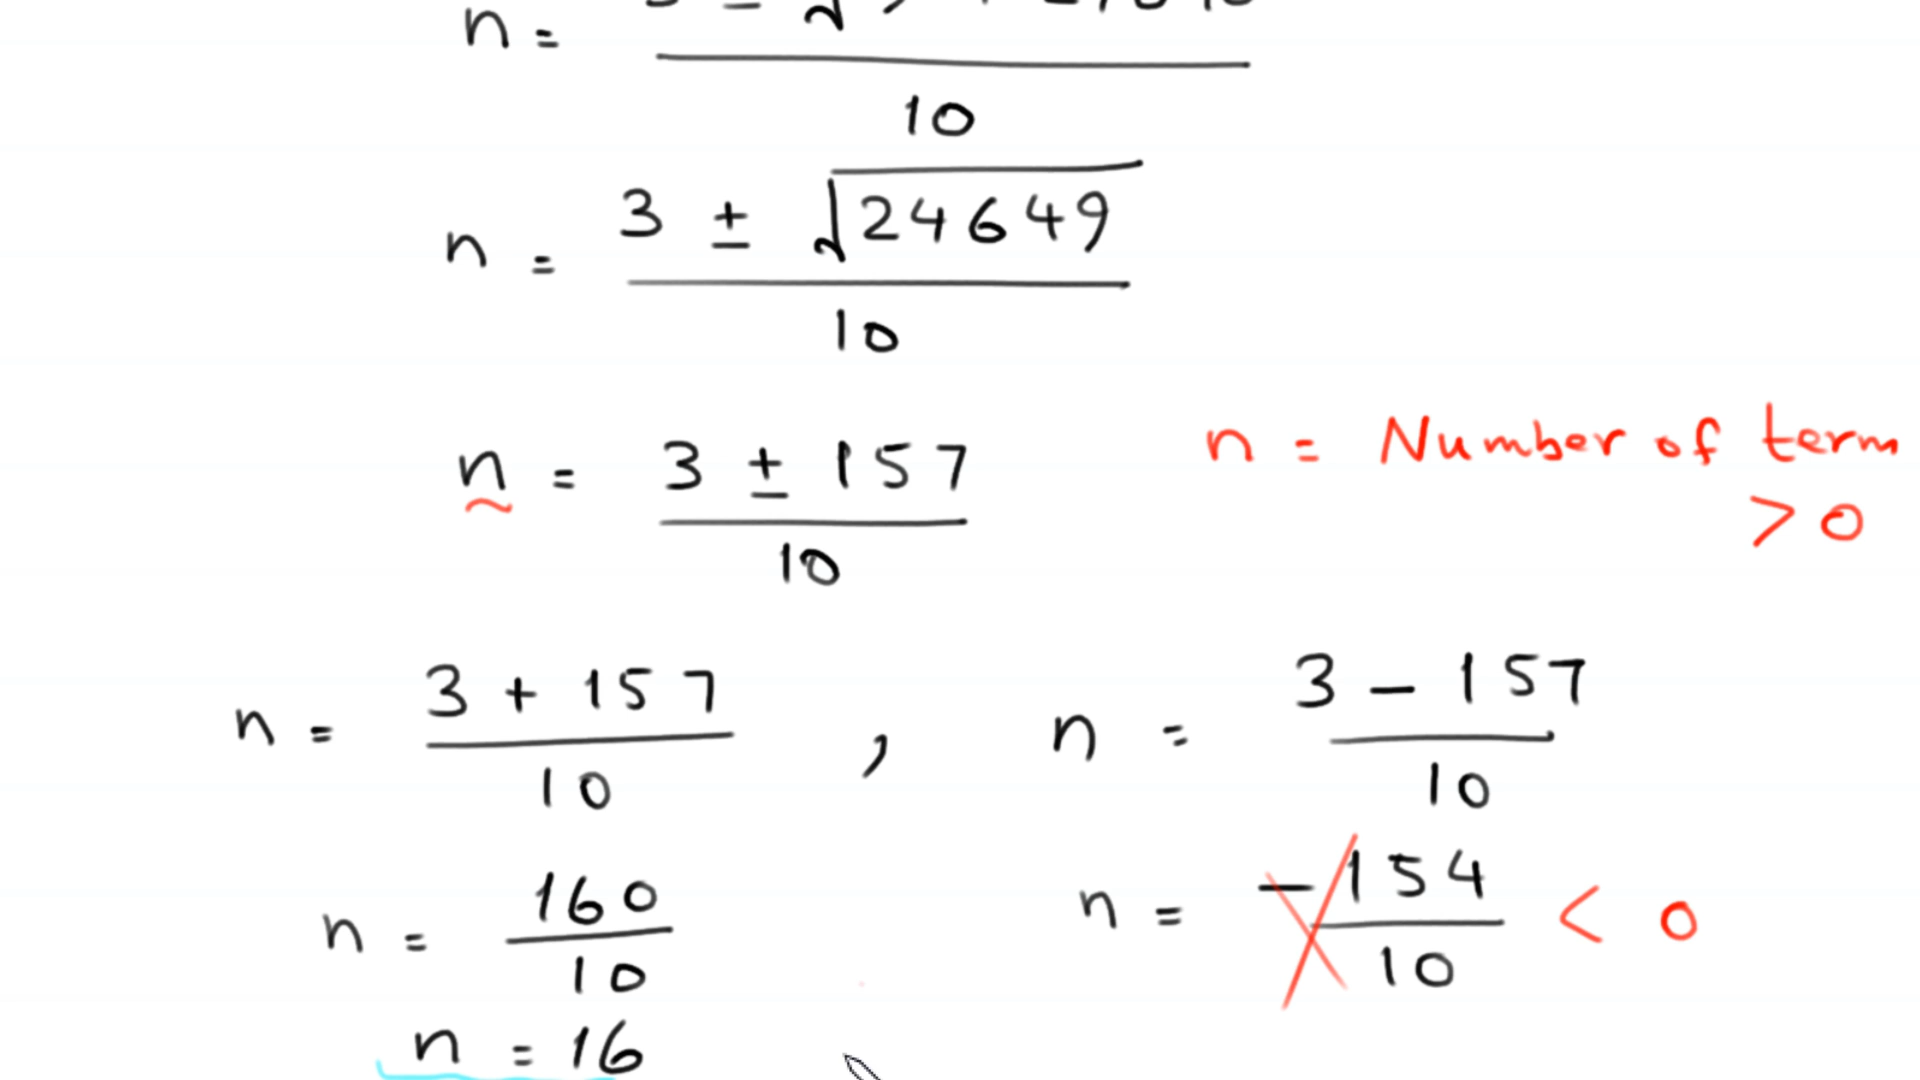 n =
10
n = 3 ± √24649
10
n = 3 ± 157
10
n = Number of term
> 0
n = 3 + 157
10
, n = 3 - 157
10
n = 160
10
n = -154
10
< 0
n = 16